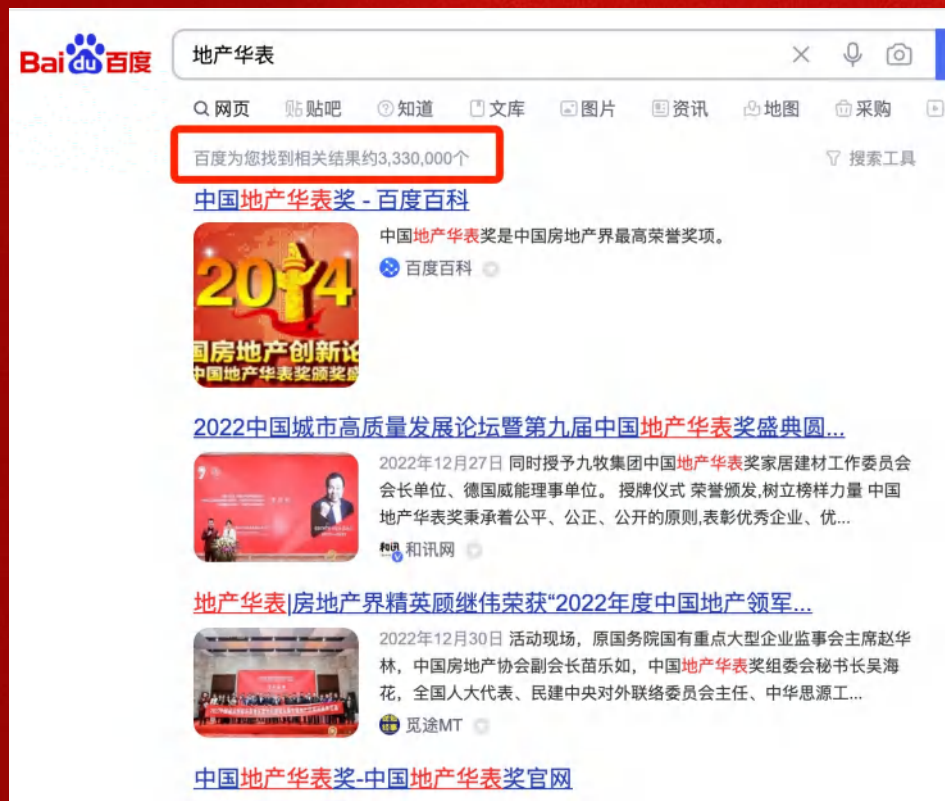 Bai du 百度
地产华表
网页 贴吧 知道 文库 图片 资讯 地图 采购
百度为您找到相关结果约3,330,000个
搜索工具
中国地产华表奖 - 百度百科
2014
国房地产创新论
中国地产华表奖颁奖盛
中国地产华表奖是中国房地产界最高荣誉奖项。
百度百科
2022中国城市高质量发展论坛暨第九届中国地产华表奖盛典圆...
2022年12月27日 同时授予九牧集团中国地产华表奖家居建材工作委员会
会长单位、德国威能理事单位。 授牌仪式 荣誉颁发,树立榜样力量 中国
地产华表奖秉承着公平、公正、公开的原则,表彰优秀企业、优...
和讯 和讯网
地产华表|房地产界精英顾继伟荣获“2022年度中国地产领军...
2022年12月30日 活动现场，原国务院国有重点大型企业监事会主席赵华
林，中国房地产协会副会长苗乐如，中国地产华表奖组委会秘书长吴海
花，全国人大代表、民建中央对外联络委员会主任、中华思源工...
觅途MT
中国地产华表奖-中国地产华表奖官网